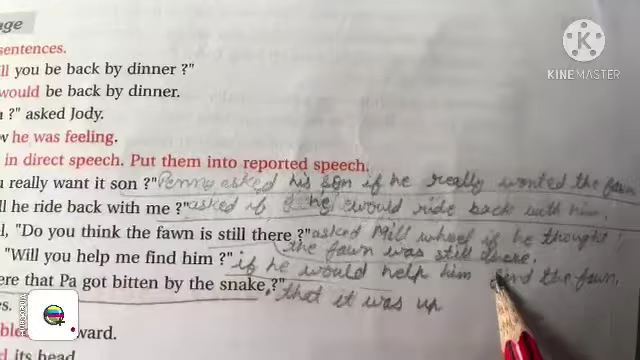 age
KINEMASTER
sentences.
ll you be back by dinner ?"
would be back by dinner.
?" asked Jody.
w he was feeling.
in direct speech. Put them into reported speech.
u really want it son ?" Penny asked his son if he really wanted the fawn
ll he ride back with me ?" asked if he would ride back with him.
l, "Do you think the fawn is still there ?" asked Mill wheel if he thought
the fawn was still there.
"Will you help me find him ?" if he would help him find the fawn.
ere that Pa got bitten by the snake," that it was up
es.
ble ward.
d its head